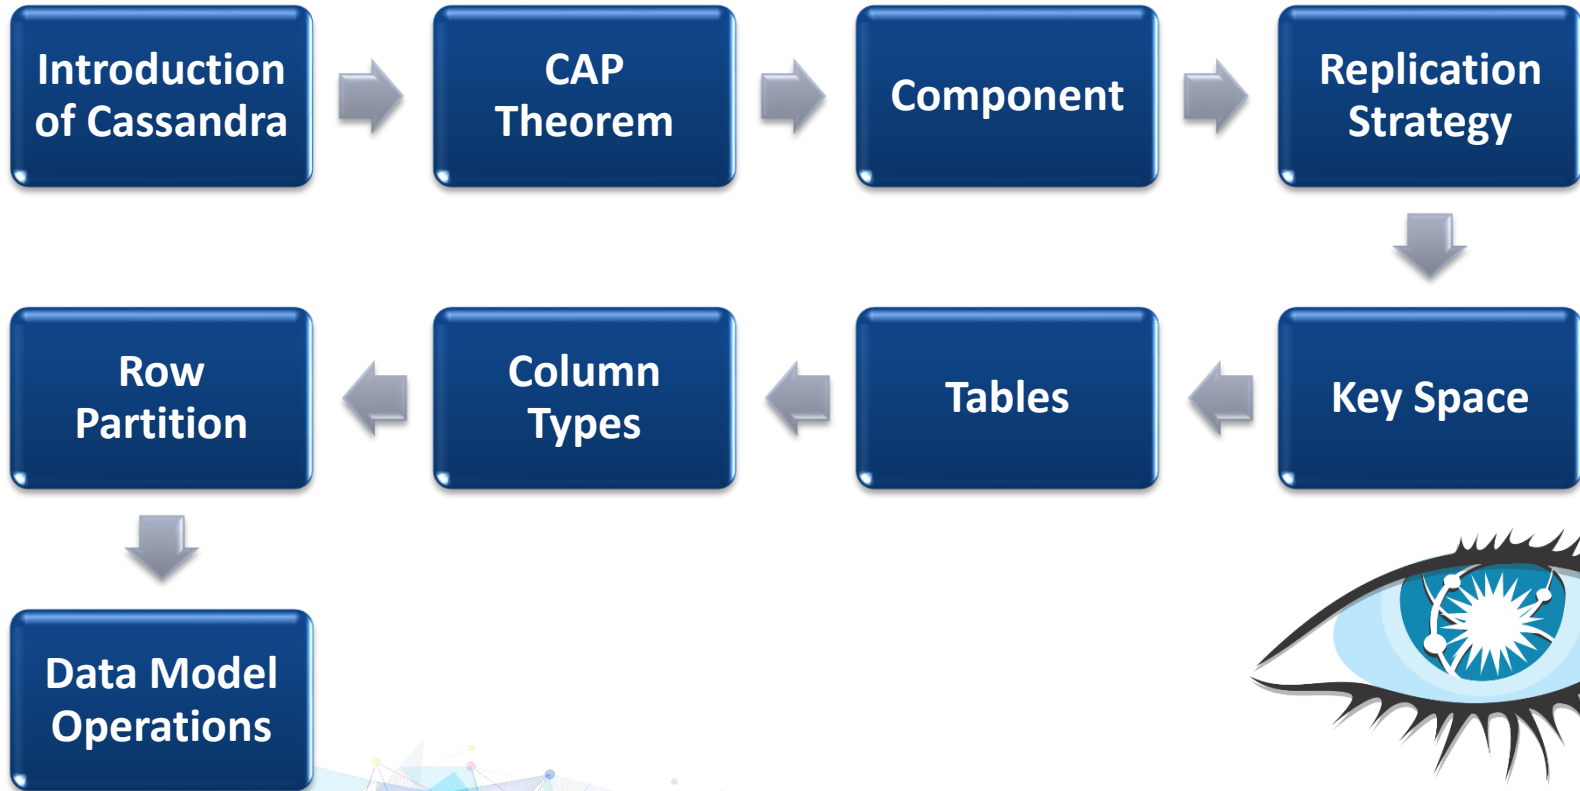 Introduction
of Cassandra
CAP
Theorem
Component
Replication
Strategy
Key Space
Tables
Column
Types
Row
Partition
Data Model
Operations